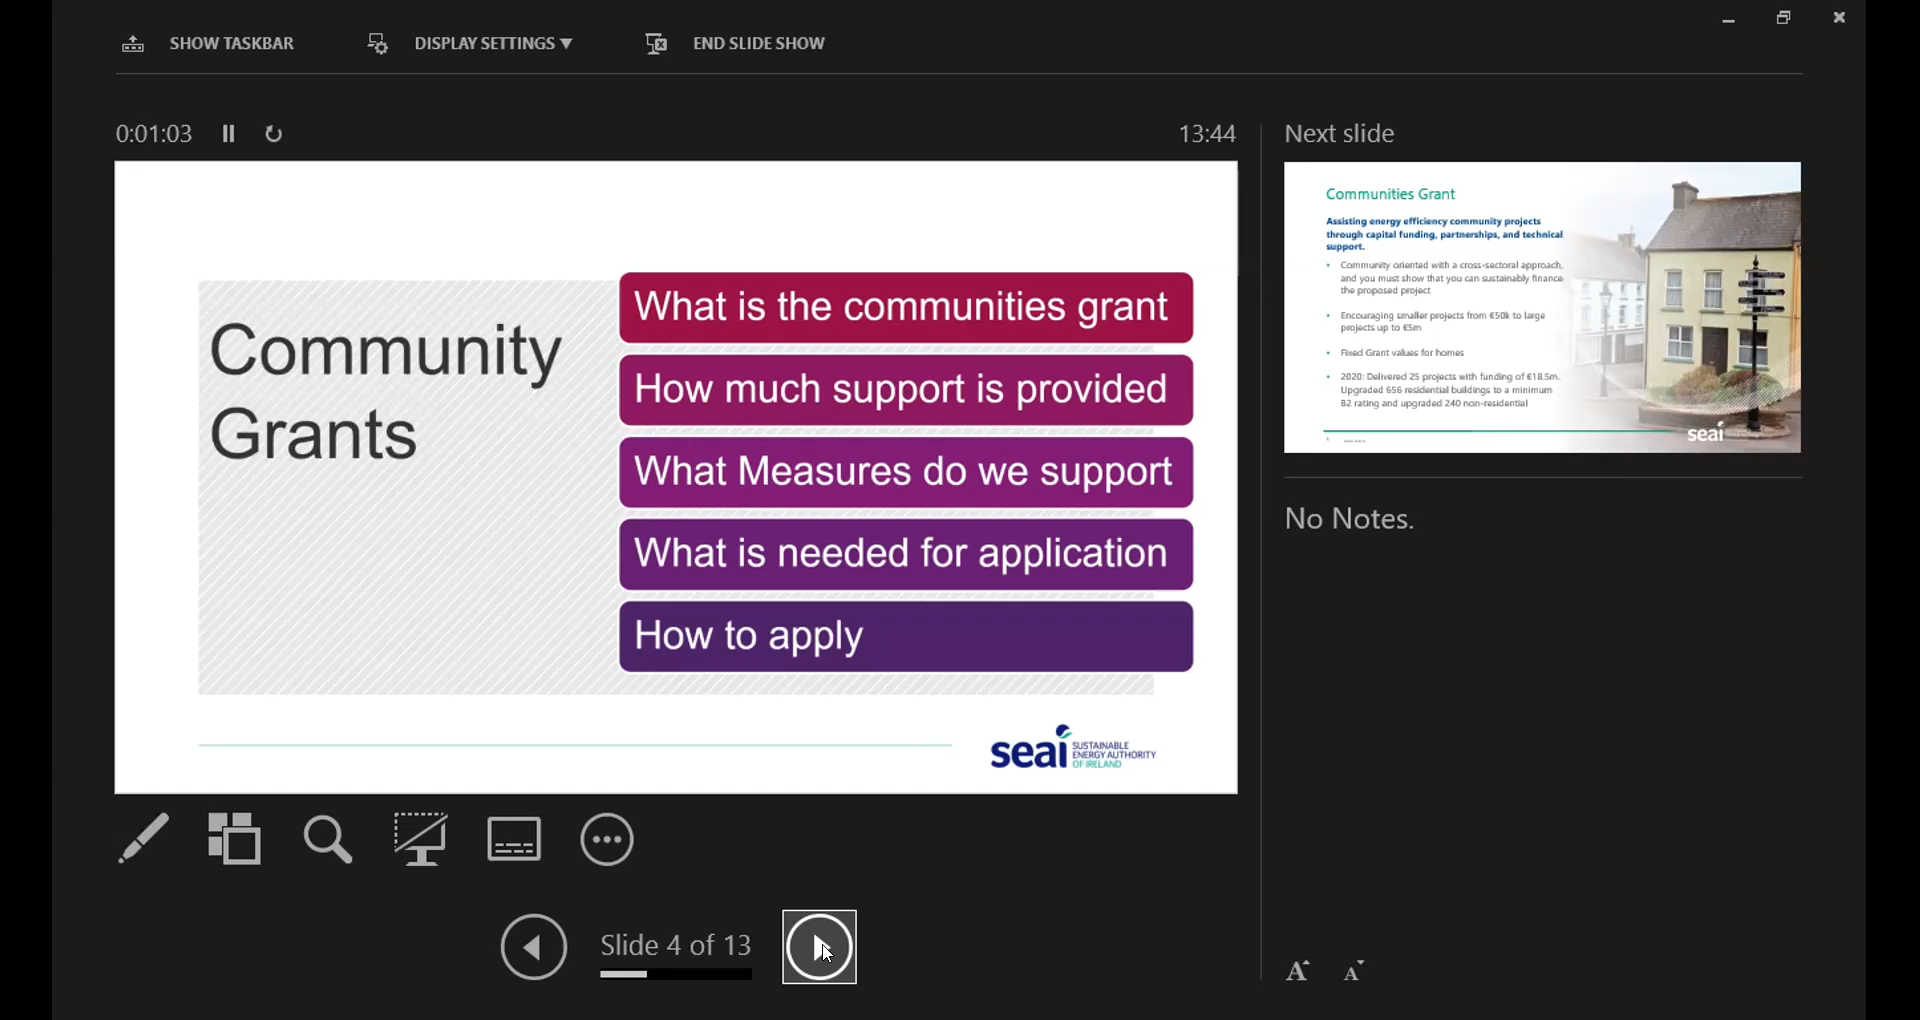 SHOW TASKBAR
DISPLAY SETTINGS
END SLIDE SHOW
0:01:03
13:44
Next slide
Community
Grants
What is the communities grant
How much support is provided
What Measures do we support
What is needed for application
How to apply
seai SUSTAINABLE
ENERGY AUTHORITY
OF IRELAND
Communities Grant
Assisting energy efficiency community projects
through capital funding, partnerships, and technical
support.
• Community oriented with a cross-sectoral approach,
and you must show that you can sustainably finance
the proposed project
• Encouraging smaller projects from €50k to large
projects up to €5m
• Fixed Grant values for homes
• 2020: Delivered 25 projects with funding of €18.5m.
Upgraded 656 residential buildings to a minimum
B2 rating and upgraded 240 non-residential
seai
No Notes.
Slide 4 of 13
A A